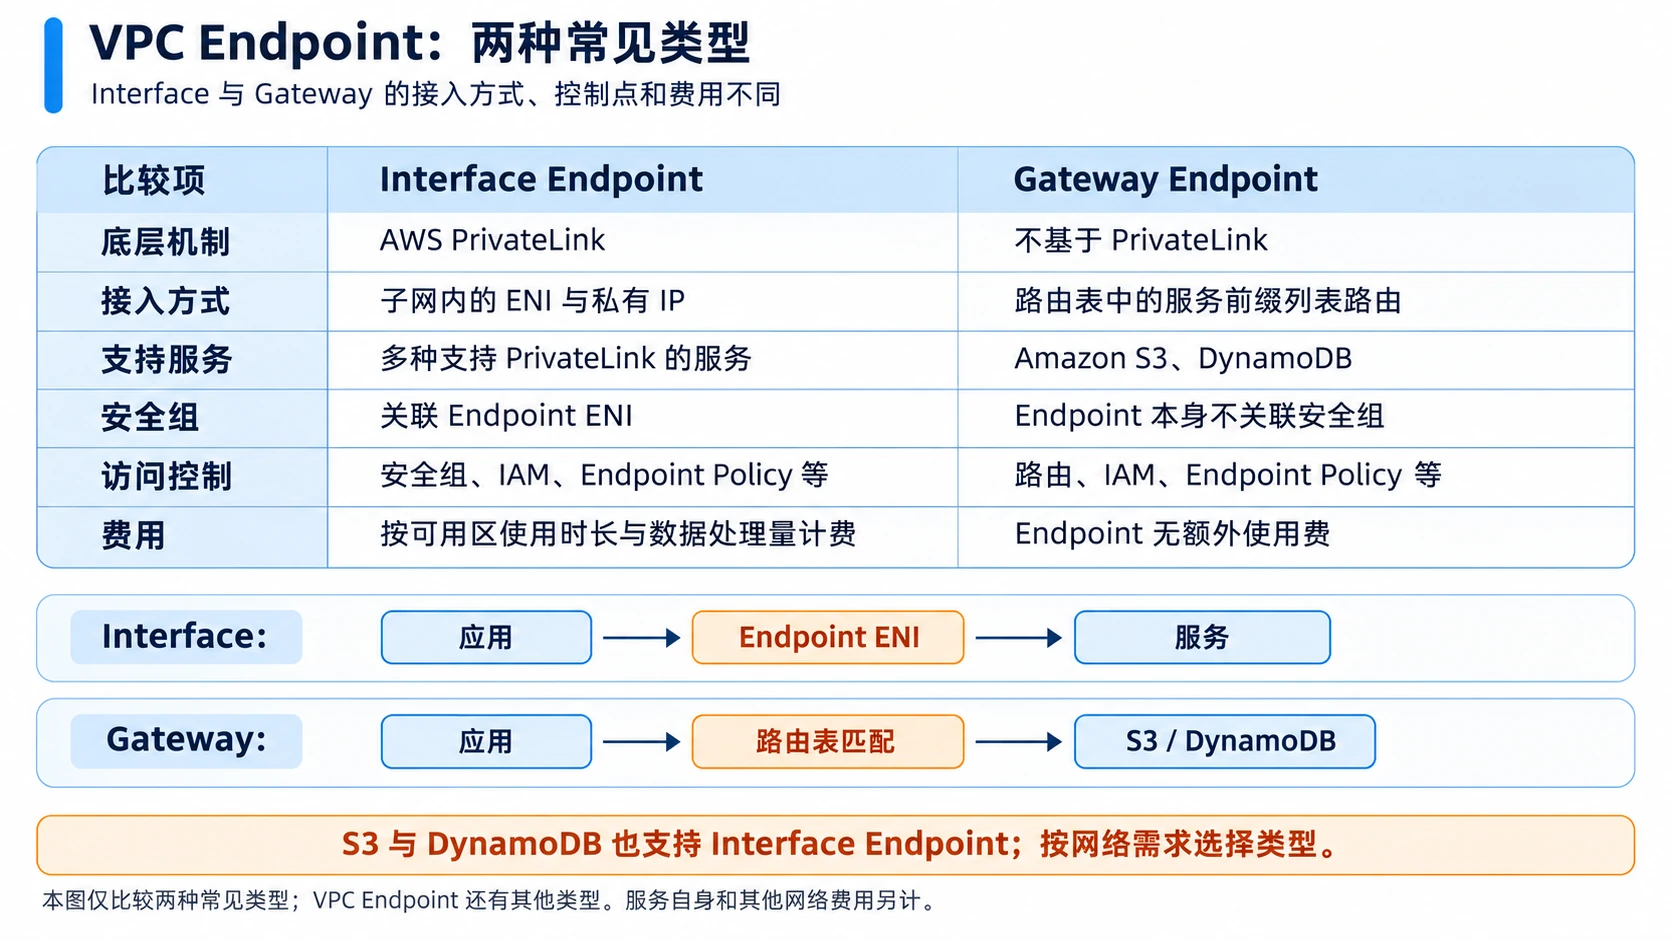 VPC Endpoint：两种常见类型
Interface 与 Gateway 的接入方式、控制点和费用不同
比较项 Interface Endpoint Gateway Endpoint
底层机制 AWS PrivateLink 不基于 PrivateLink
接入方式 子网内的 ENI 与私有 IP 路由表中的服务前缀列表路由
支持服务 多种支持 PrivateLink 的服务 Amazon S3、DynamoDB
安全组 关联 Endpoint ENI Endpoint 本身不关联安全组
访问控制 安全组、IAM、Endpoint Policy 等 路由、IAM、Endpoint Policy 等
费用 按可用区使用时长与数据处理量计费 Endpoint 无额外使用费
Interface: 应用 Endpoint ENI 服务
Gateway: 应用 路由表匹配 S3 / DynamoDB
S3 与 DynamoDB 也支持 Interface Endpoint；按网络需求选择类型。
本图仅比较两种常见类型；VPC Endpoint 还有其他类型。服务自身和其他网络费用另计。